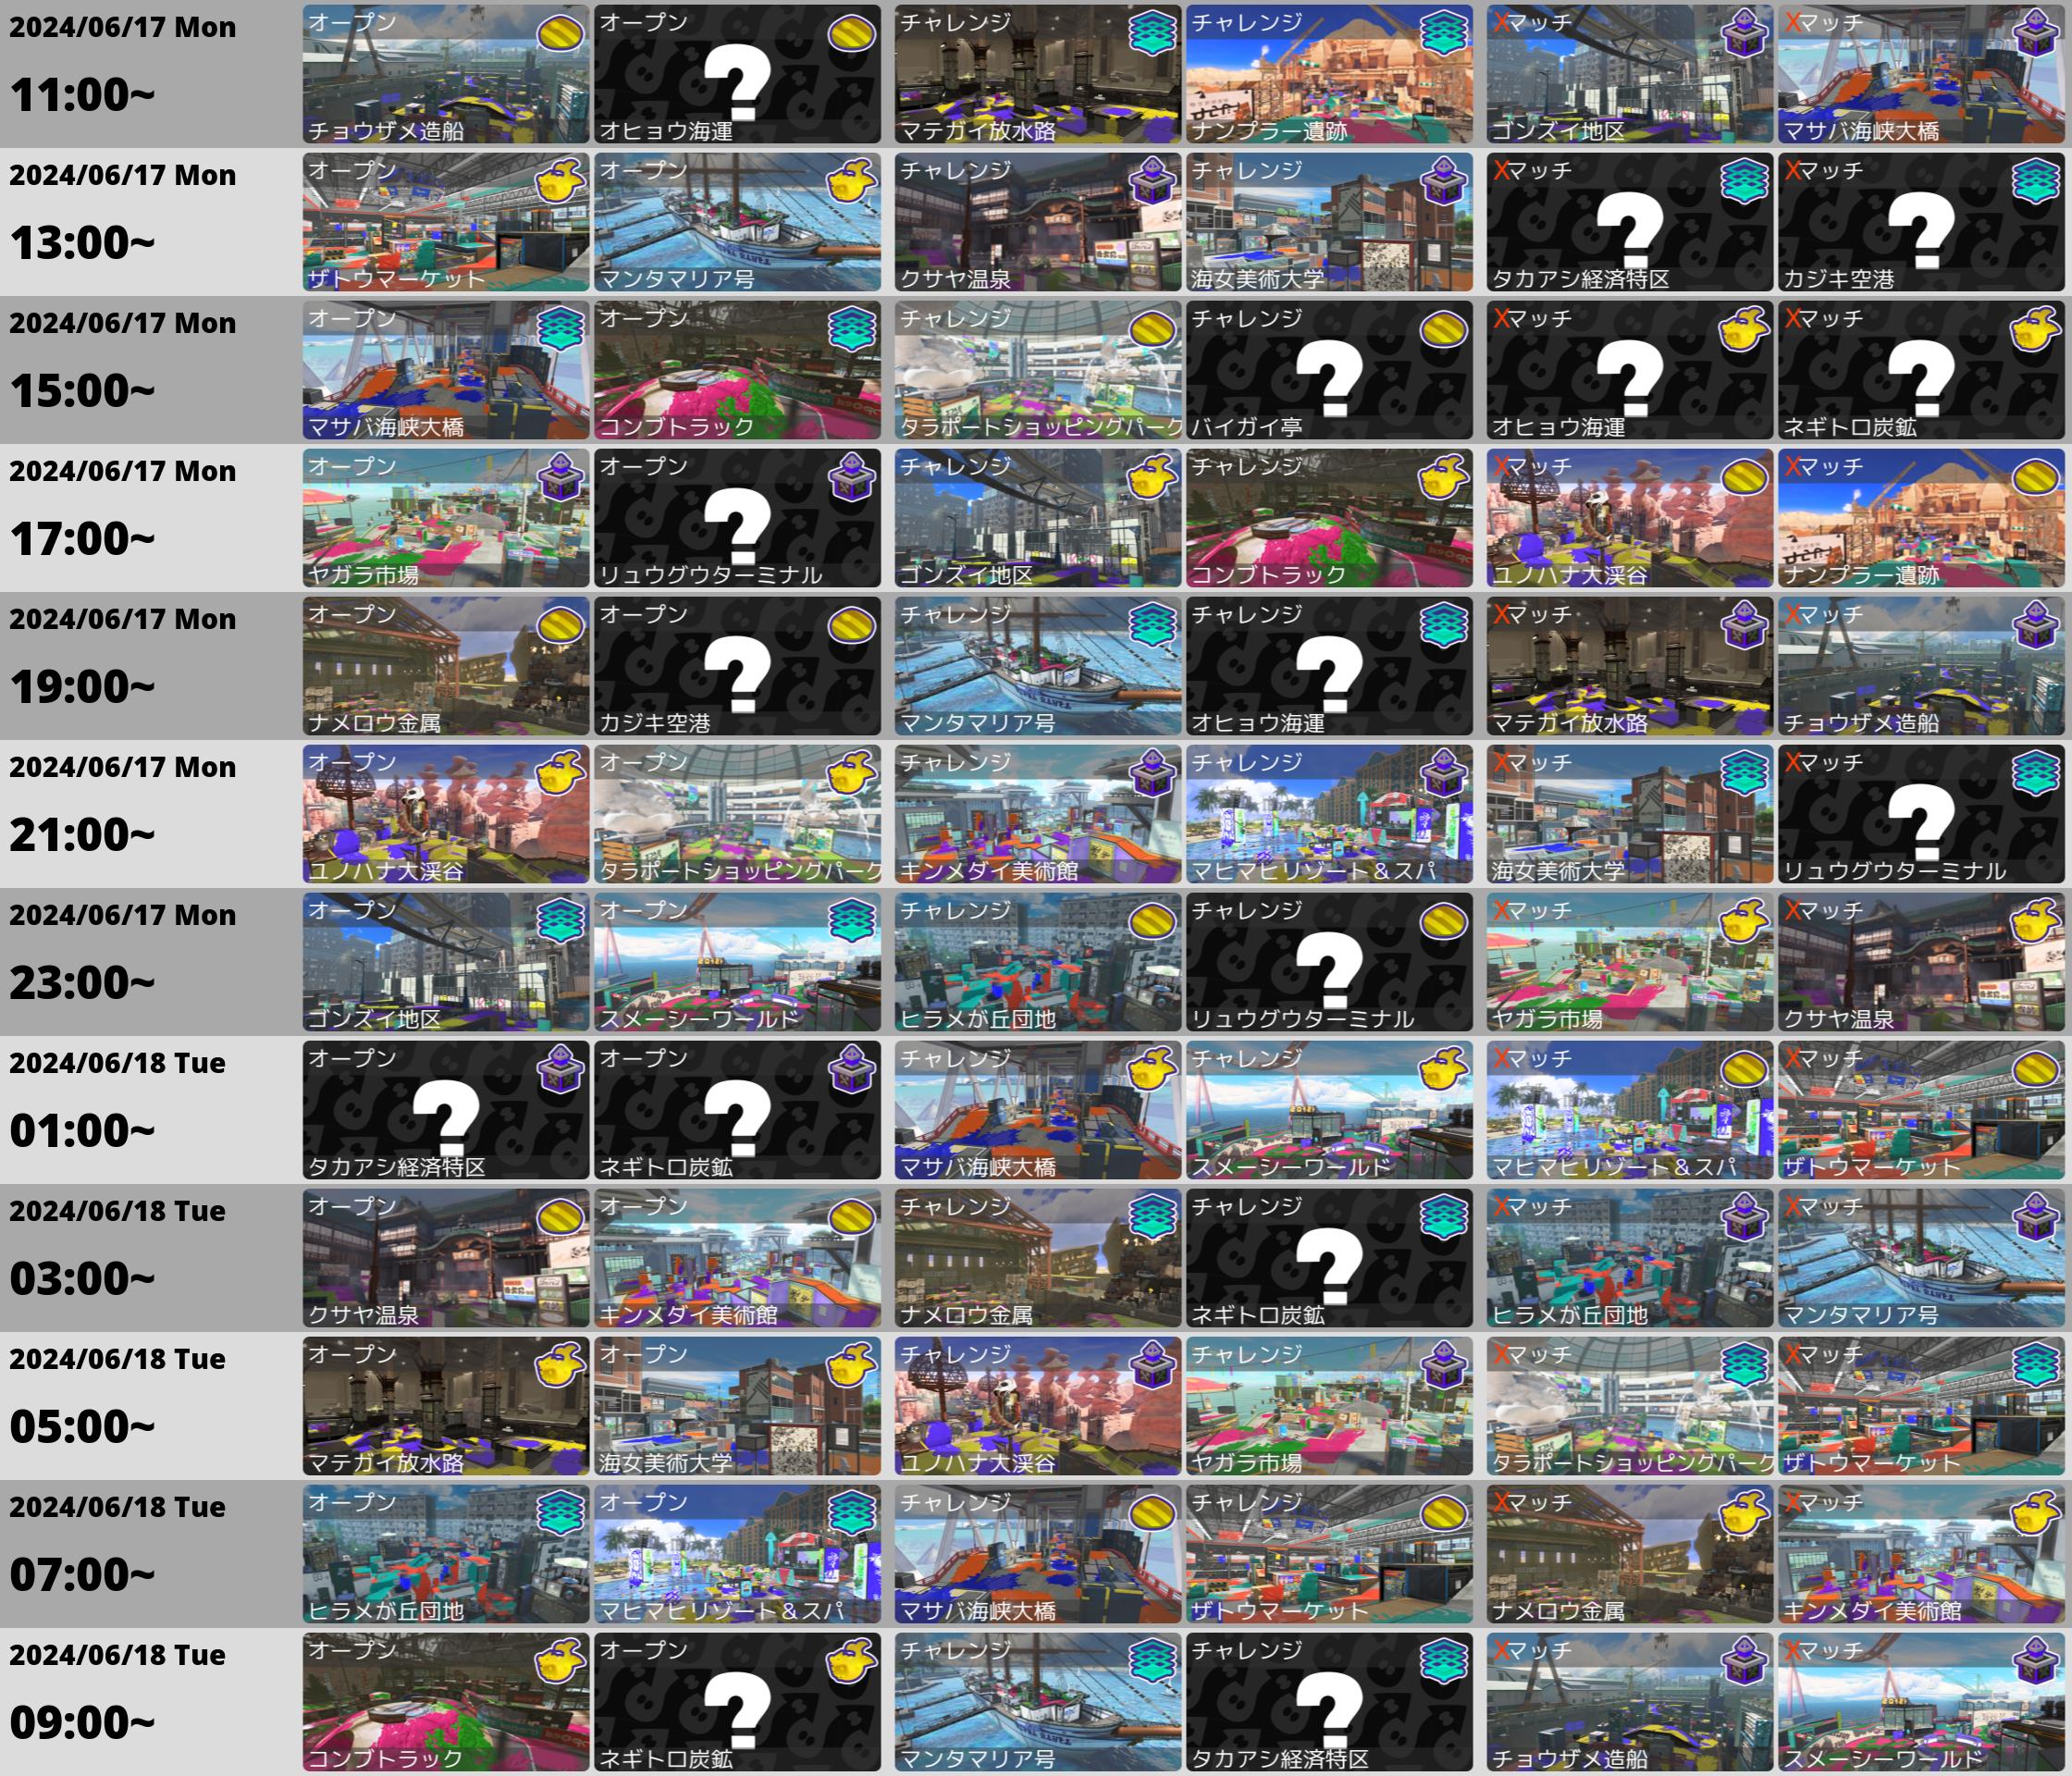 2024/06/17 Mon
11:00~
オープン オープン チャレンジ チャレンジ Xマッチ Xマッチ
チョウザメ造船 オヒョウ海運 マテガイ放水路 ナンプラー遺跡 ゴンズイ地区 マサバ海峡大橋
2024/06/17 Mon
13:00~
オープン オープン チャレンジ チャレンジ Xマッチ Xマッチ
ザトウマーケット マンタマリア号 クサヤ温泉 海女美術大学 タカアシ経済特区 カジキ空港
2024/06/17 Mon
15:00~
オープン オープン チャレンジ チャレンジ Xマッチ Xマッチ
マサバ海峡大橋 コンブトラック タラポートショッピングパーク バイガイ亭 オヒョウ海運 ネギトロ炭鉱
2024/06/17 Mon
17:00~
オープン オープン チャレンジ チャレンジ Xマッチ Xマッチ
ヤガラ市場 リュウグウターミナル ゴンズイ地区 コンブトラック ユノハナ大渓谷 ナンプラー遺跡
2024/06/17 Mon
19:00~
オープン オープン チャレンジ チャレンジ Xマッチ Xマッチ
ナメロウ金属 カジキ空港 マンタマリア号 オヒョウ海運 マテガイ放水路 チョウザメ造船
2024/06/17 Mon
21:00~
オープン オープン チャレンジ チャレンジ Xマッチ Xマッチ
ユノハナ大渓谷 タラポートショッピングパーク キンメダイ美術館 マヒマヒリゾート＆スパ 海女美術大学 リュウグウターミナル
2024/06/17 Mon
23:00~
オープン オープン チャレンジ チャレンジ Xマッチ Xマッチ
ゴンズイ地区 スメーシーワールド ヒラメが丘団地 リュウグウターミナル ヤガラ市場 クサヤ温泉
2024/06/18 Tue
01:00~
オープン オープン チャレンジ チャレンジ Xマッチ Xマッチ
タカアシ経済特区 ネギトロ炭鉱 マサバ海峡大橋 スメーシーワールド マヒマヒリゾート＆スパ ザトウマーケット
2024/06/18 Tue
03:00~
オープン オープン チャレンジ チャレンジ Xマッチ Xマッチ
クサヤ温泉 キンメダイ美術館 ナメロウ金属 ネギトロ炭鉱 ヒラメが丘団地 マンタマリア号
2024/06/18 Tue
05:00~
オープン オープン チャレンジ チャレンジ Xマッチ Xマッチ
マテガイ放水路 海女美術大学 ユノハナ大渓谷 ヤガラ市場 タラポートショッピングパーク ザトウマーケット
2024/06/18 Tue
07:00~
オープン オープン チャレンジ チャレンジ Xマッチ Xマッチ
ヒラメが丘団地 マヒマヒリゾート＆スパ マサバ海峡大橋 ザトウマーケット ナメロウ金属 キンメダイ美術館
2024/06/18 Tue
09:00~
オープン オープン チャレンジ チャレンジ Xマッチ Xマッチ
コンブトラック ネギトロ炭鉱 マンタマリア号 タカアシ経済特区 チョウザメ造船 スメーシーワールド